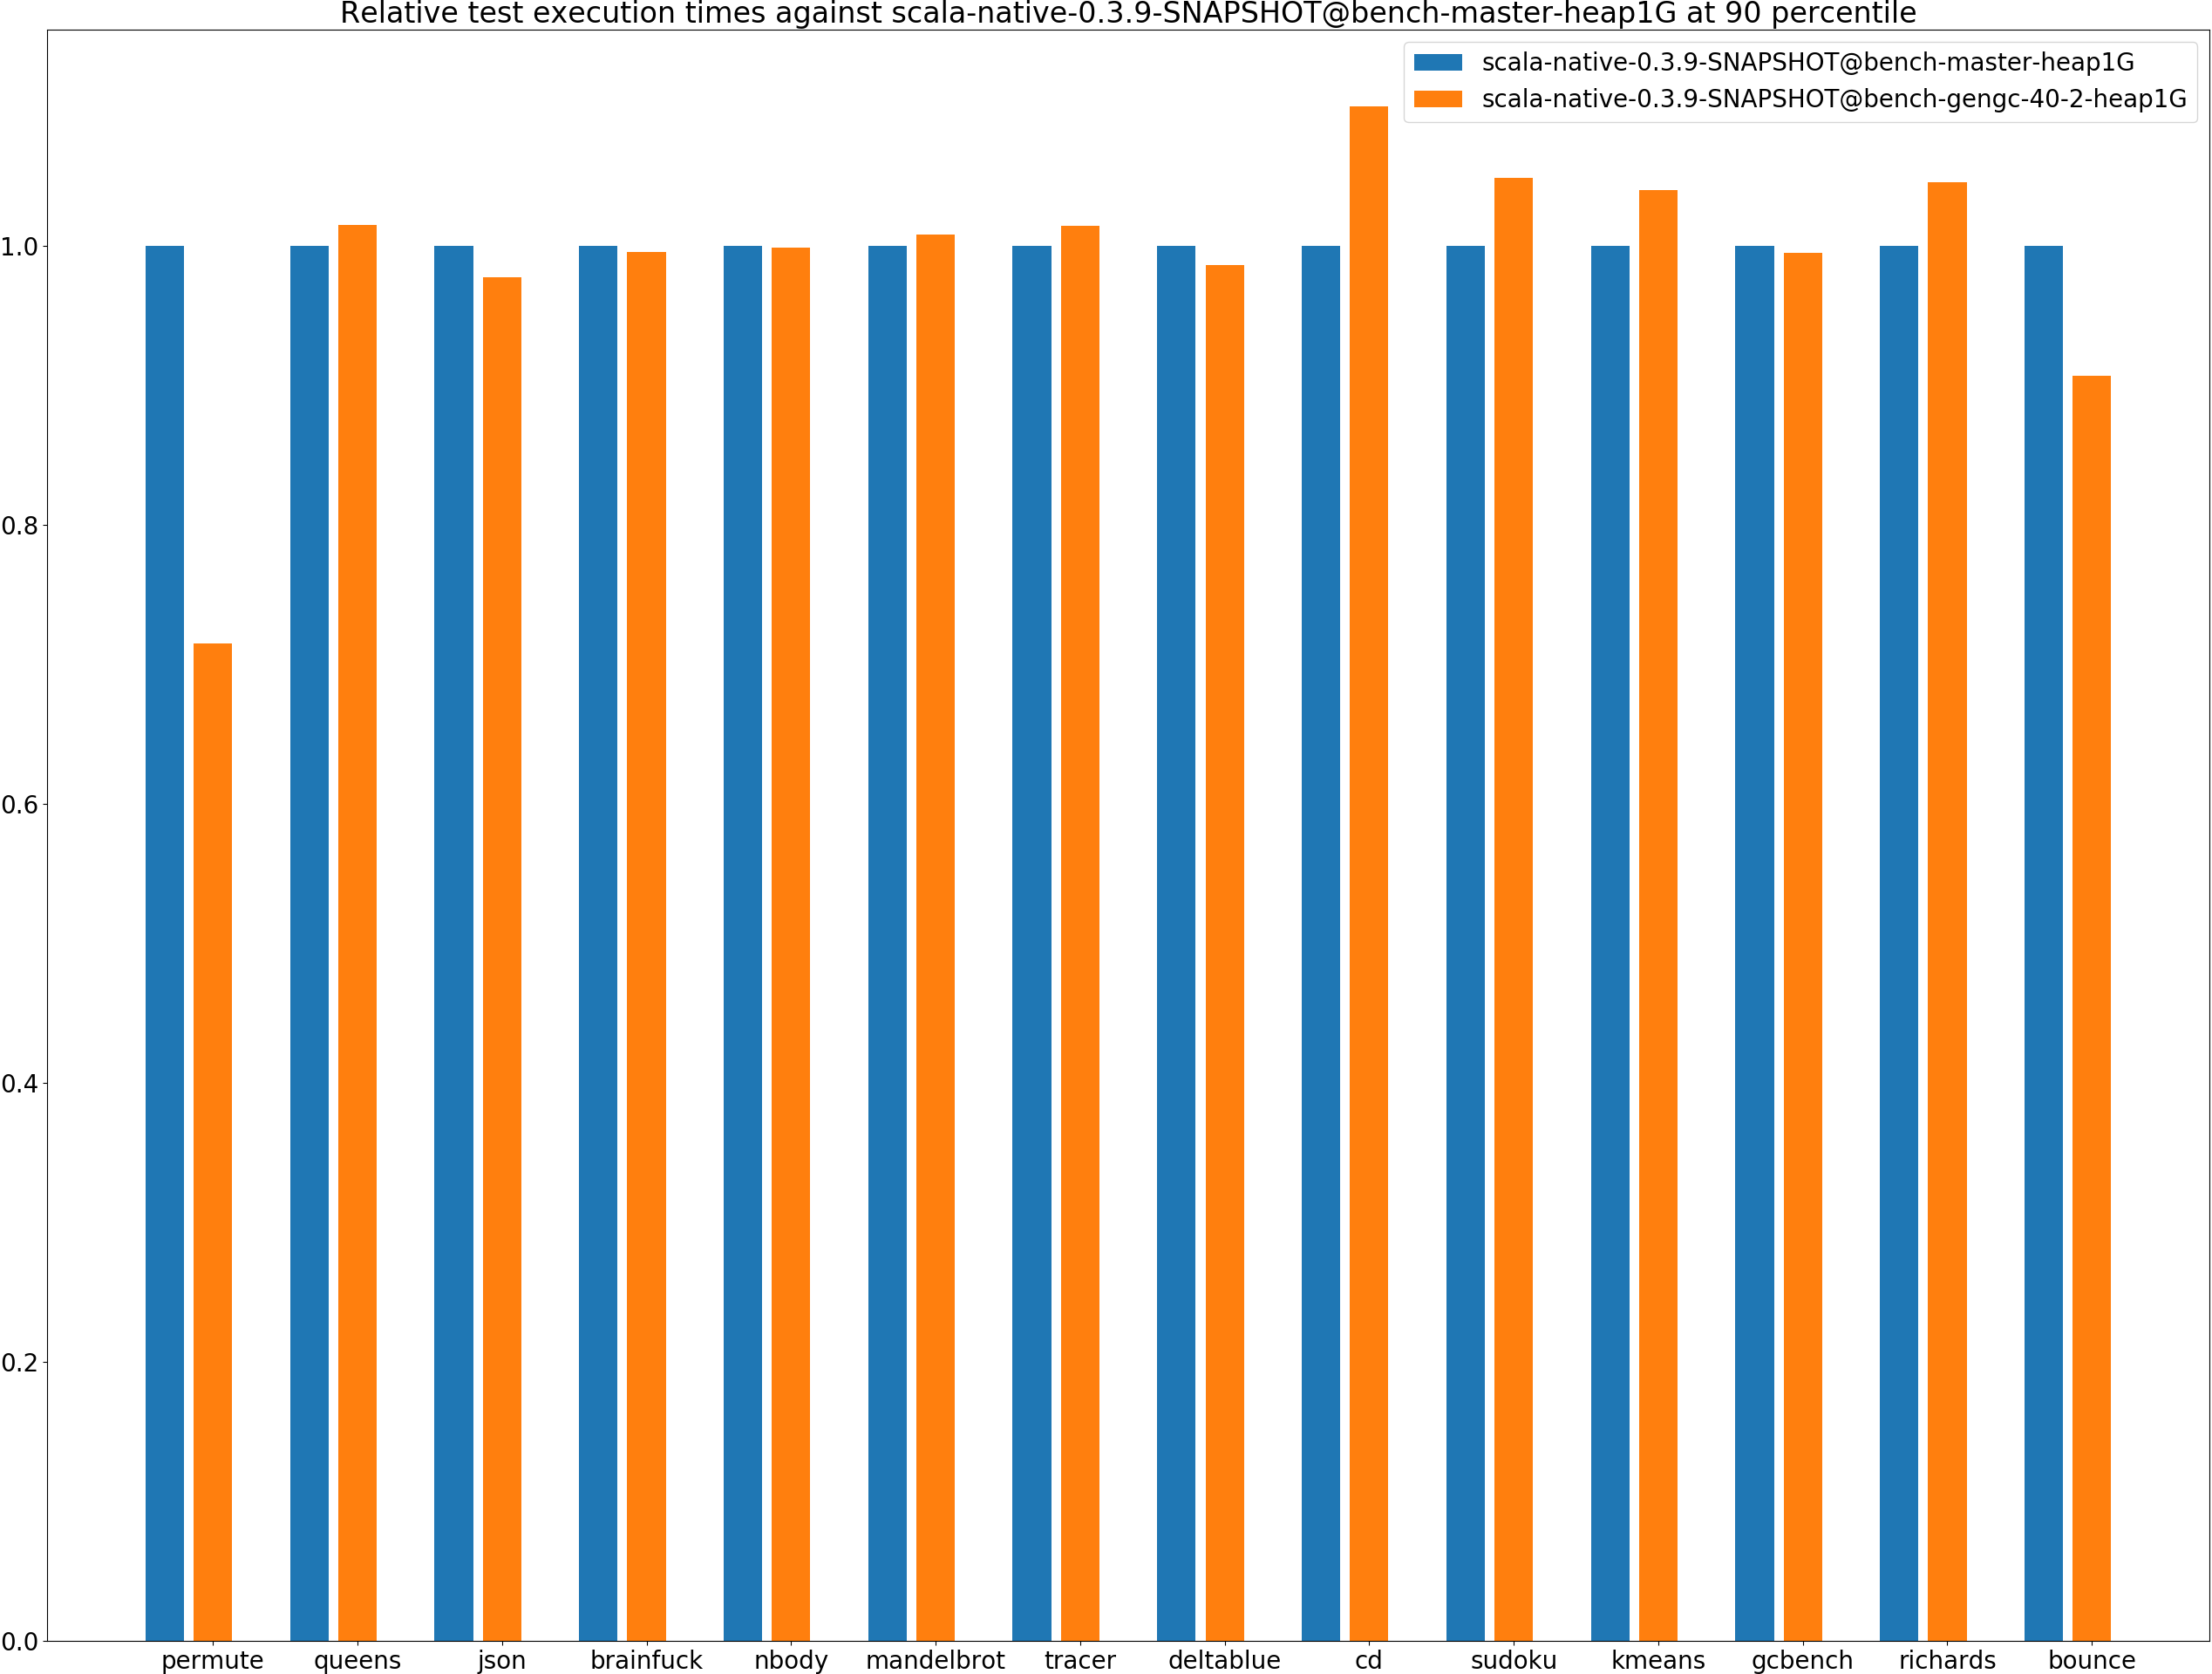 Relative test execution times against scala-native-0.3.9-SNAPSHOT@bench-master-heap1G at 90 percentile
scala-native-0.3.9-SNAPSHOT@bench-master-heap1G
scala-native-0.3.9-SNAPSHOT@bench-gengc-40-2-heap1G
1.0
0.8
0.6
0.4
0.2
0.0
permute queens json brainfuck nbody mandelbrot tracer deltablue cd sudoku kmeans gcbench richards bounce